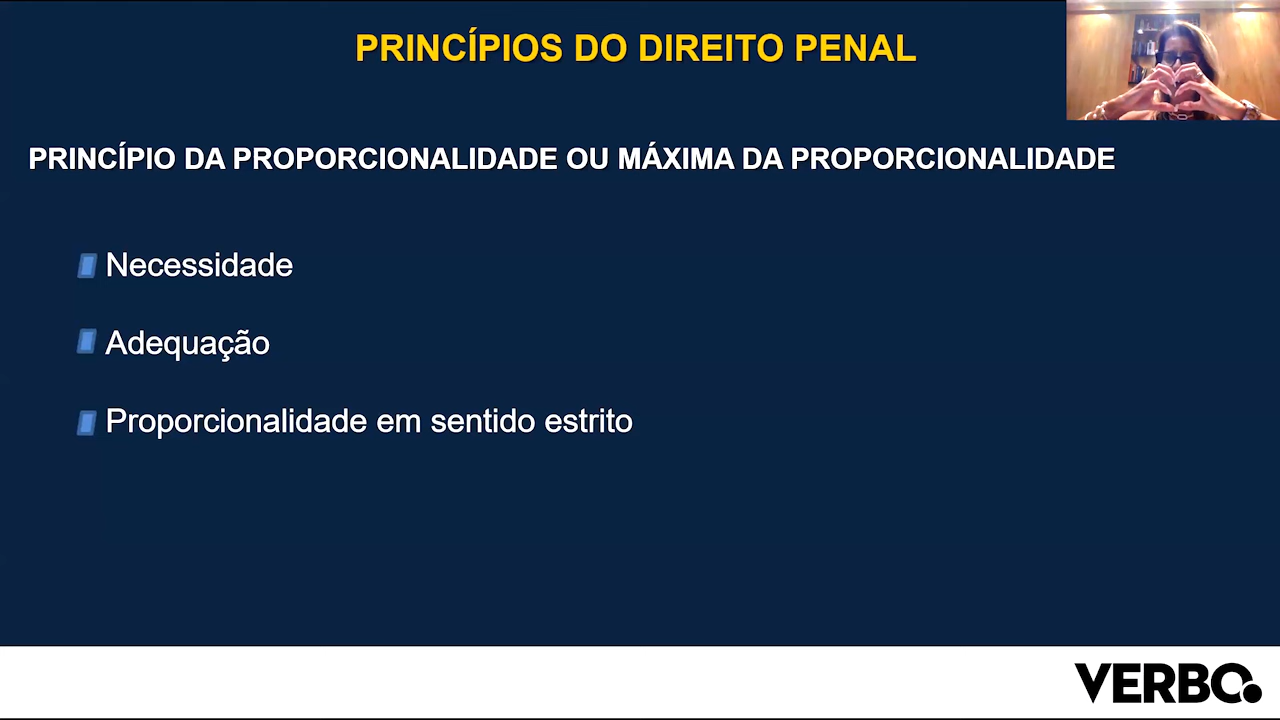 PRINCÍPIOS DO DIREITO PENAL
PRINCÍPIO DA PROPORCIONALIDADE OU MÁXIMA DA PROPORCIONALIDADE
Necessidade
Adequação
Proporcionalidade em sentido estrito
VERBO